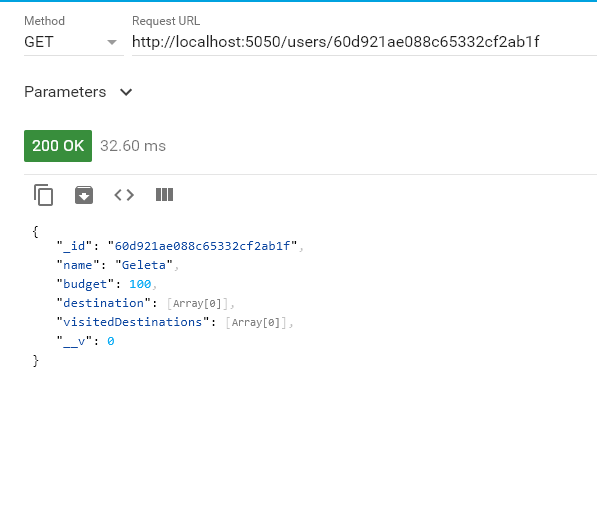 Method Request URL
GET http://localhost:5050/users/60d921ae088c65332cf2ab1f
Parameters
200 OK 32.60 ms
{
"_id": "60d921ae088c65332cf2ab1f",
"name": "Geleta",
"budget": 100,
"destination": [Array[0]],
"visitedDestinations": [Array[0]],
"__v": 0
}